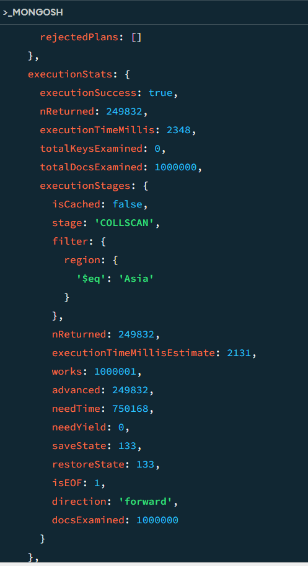 >_MONGOSH
rejectedPlans: []
},
executionStats: {
executionSuccess: true,
nReturned: 249832,
executionTimeMillis: 2348,
totalKeysExamined: 0,
totalDocsExamined: 1000000,
executionStages: {
isCached: false,
stage: 'COLLSCAN',
filter: {
region: {
'$eq': 'Asia'
}
},
nReturned: 249832,
executionTimeMillisEstimate: 2131,
works: 1000001,
advanced: 249832,
needTime: 750168,
needYield: 0,
saveState: 133,
restoreState: 133,
isEOF: 1,
direction: 'forward',
docsExamined: 1000000
}
},